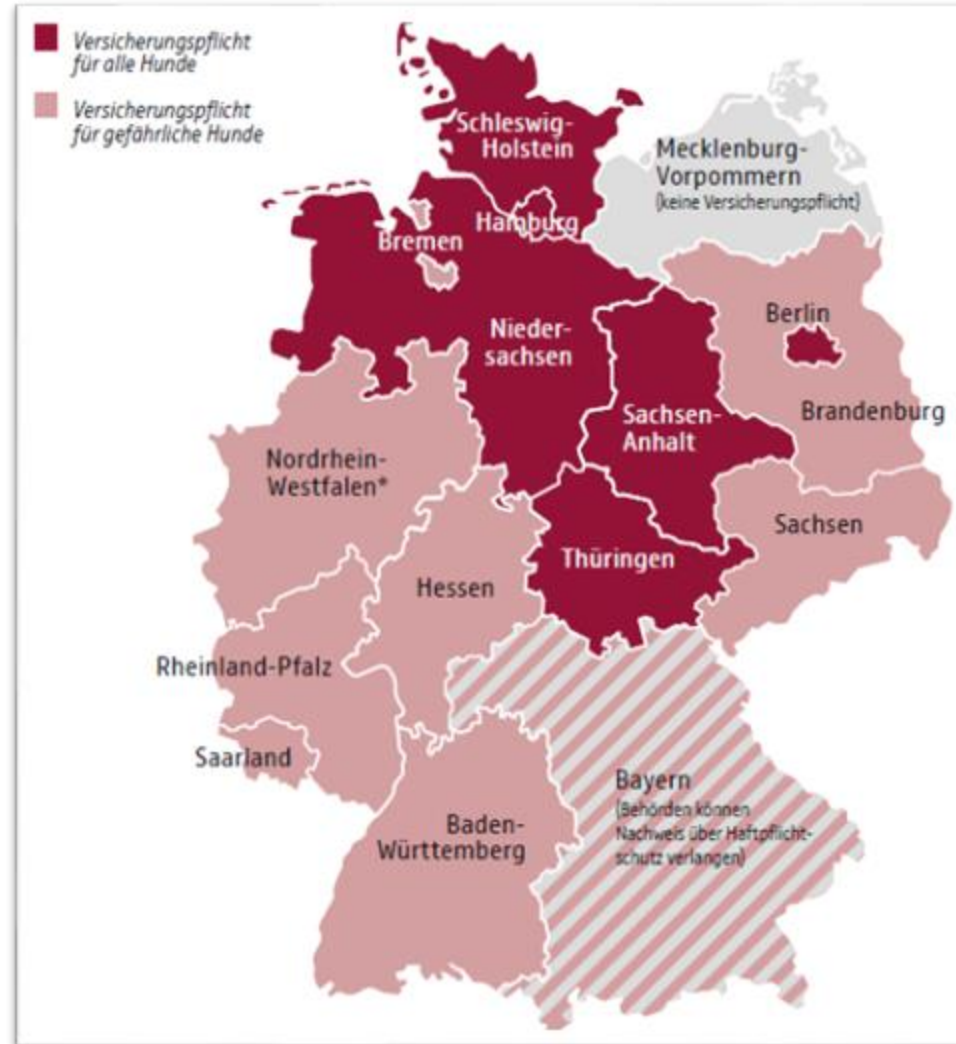 Versicherungspflicht
für alle Hunde
Versicherungspflicht
für gefährliche Hunde
Schleswig-
Holstein
Mecklenburg-
Vorpommern
(keine Versicherungspflicht)
Hamburg
Bremen
Berlin
Nieder-
sachsen
Brandenburg
Sachsen-
Anhalt
Nordrhein-
Westfalen*
Sachsen
Thüringen
Hessen
Rheinland-Pfalz
Saarland
Bayern
(Behörden können
Nachweis über Haftpflicht-
schutz verlangen)
Baden-
Württemberg